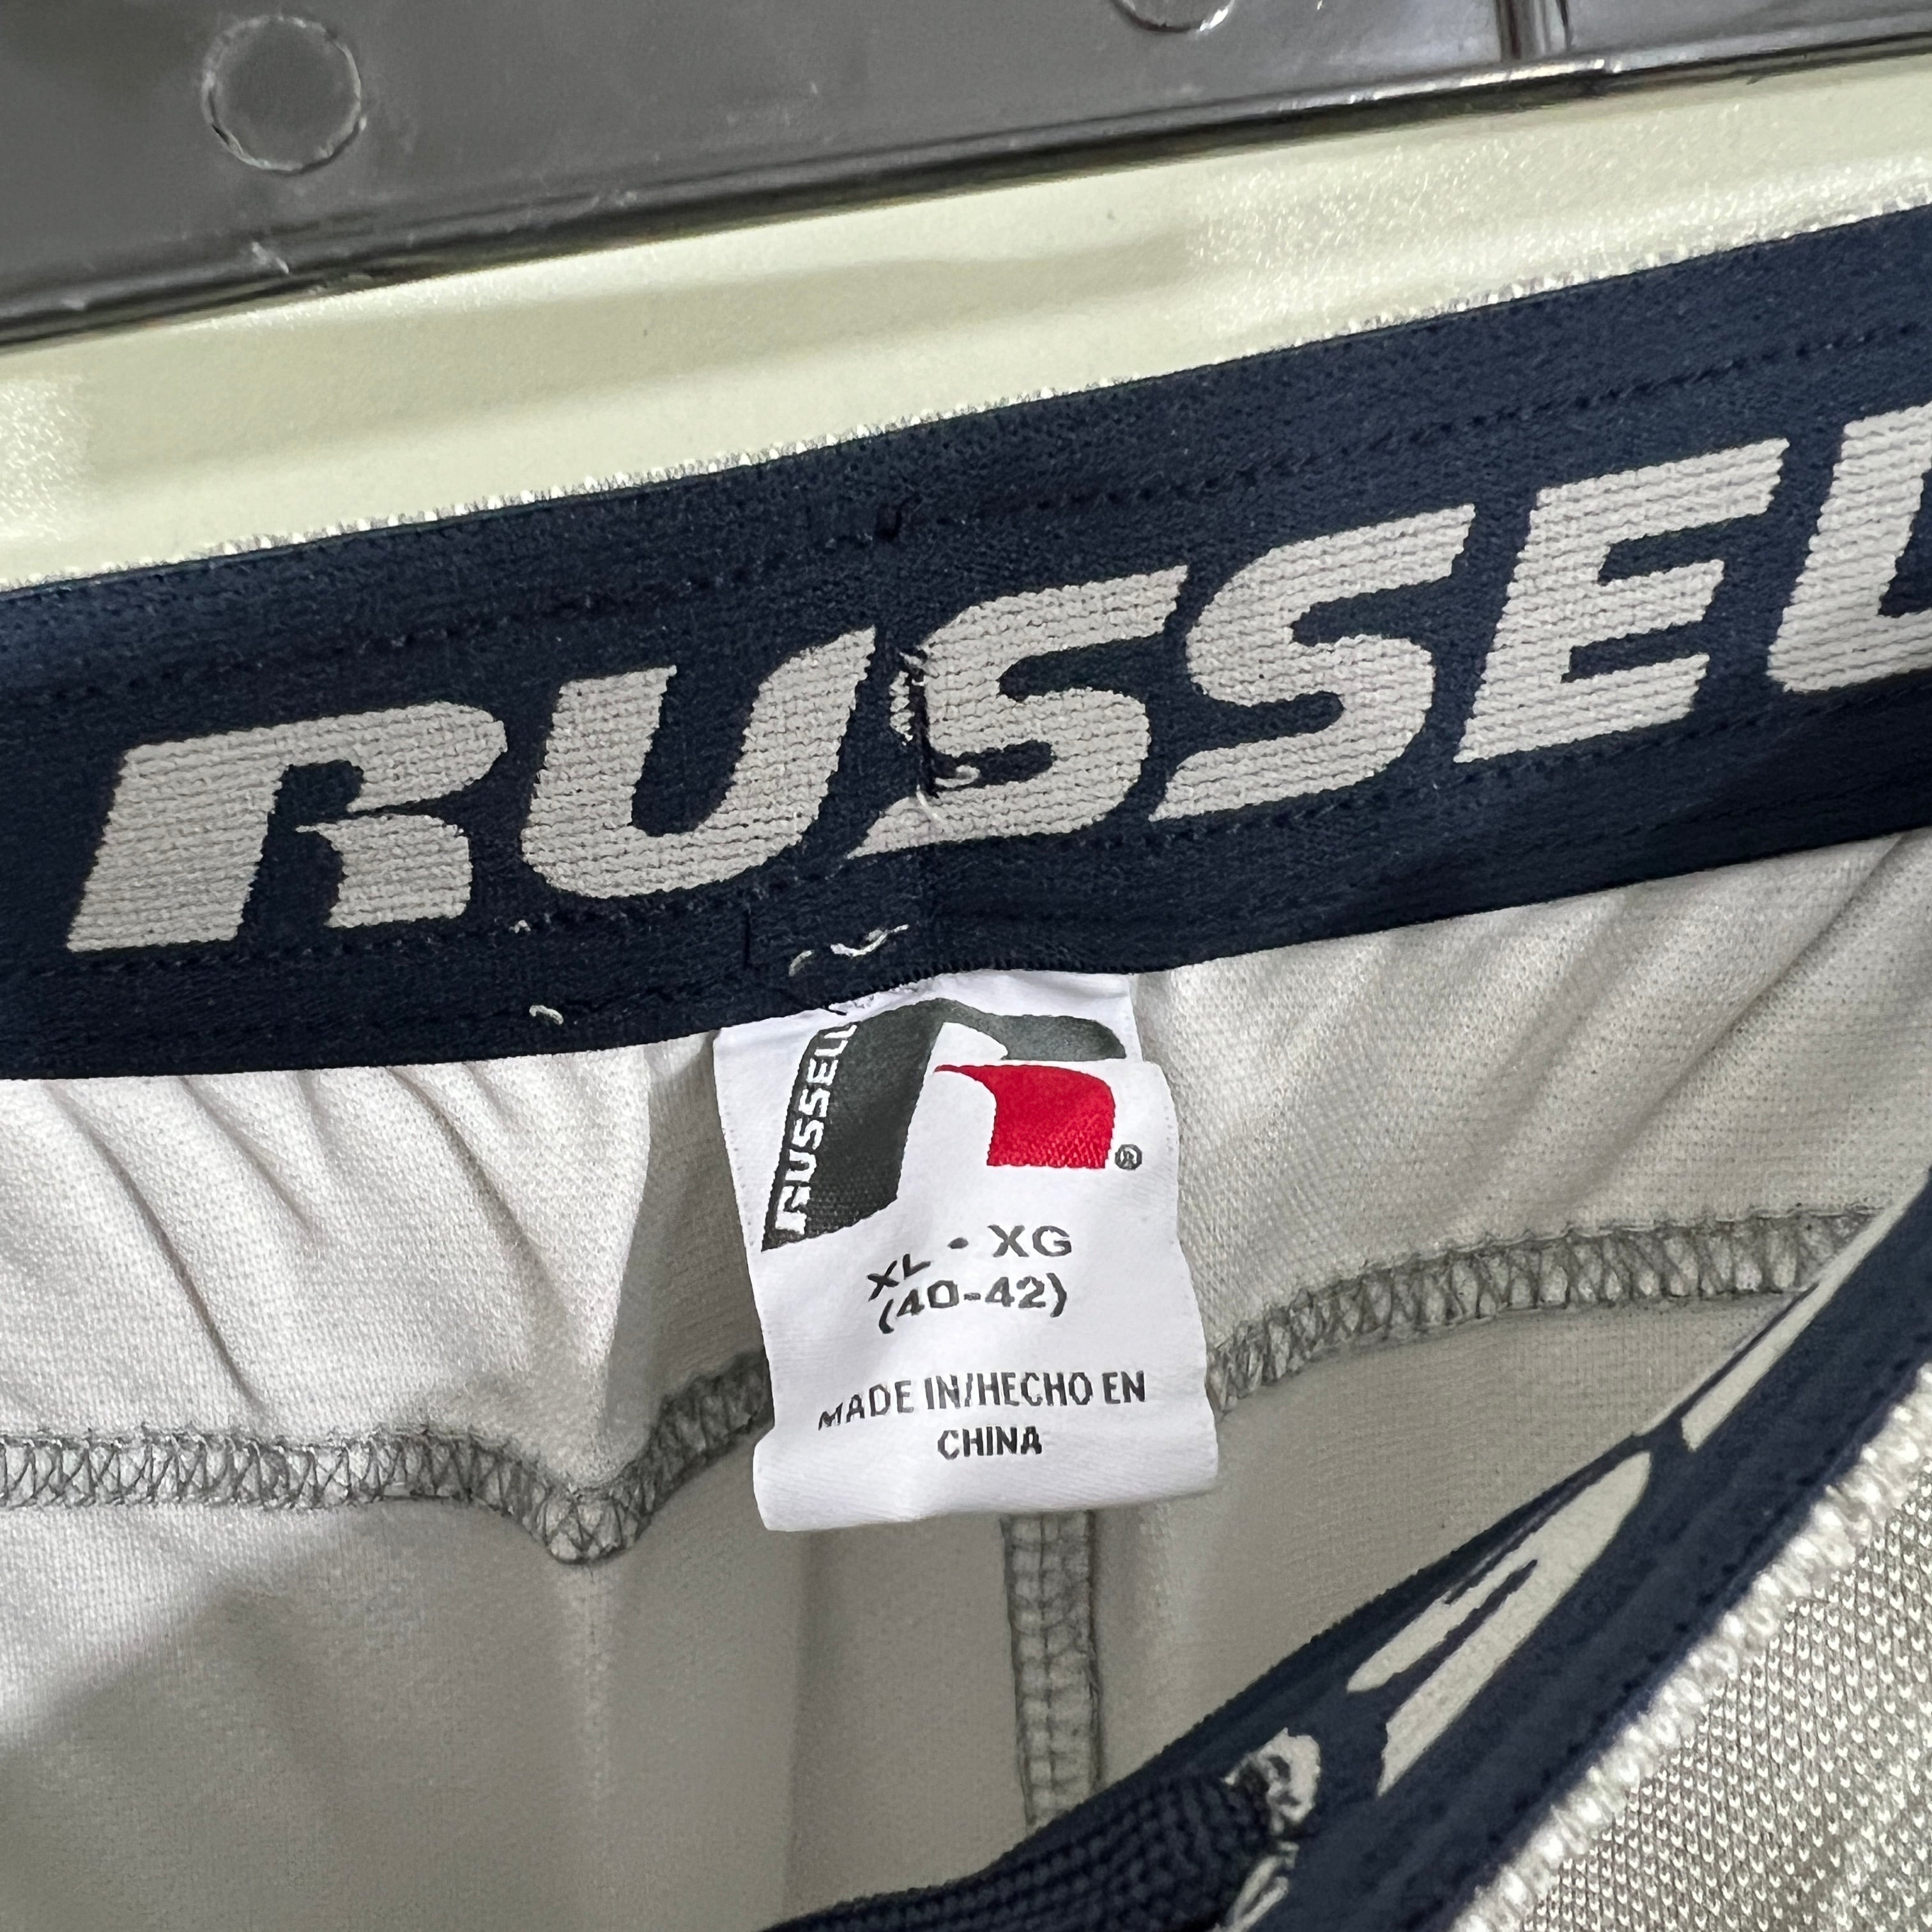 RUSSEL
RUSSELL
®
XL - XG
(40-42)
MADE IN/HECHO EN
CHINA